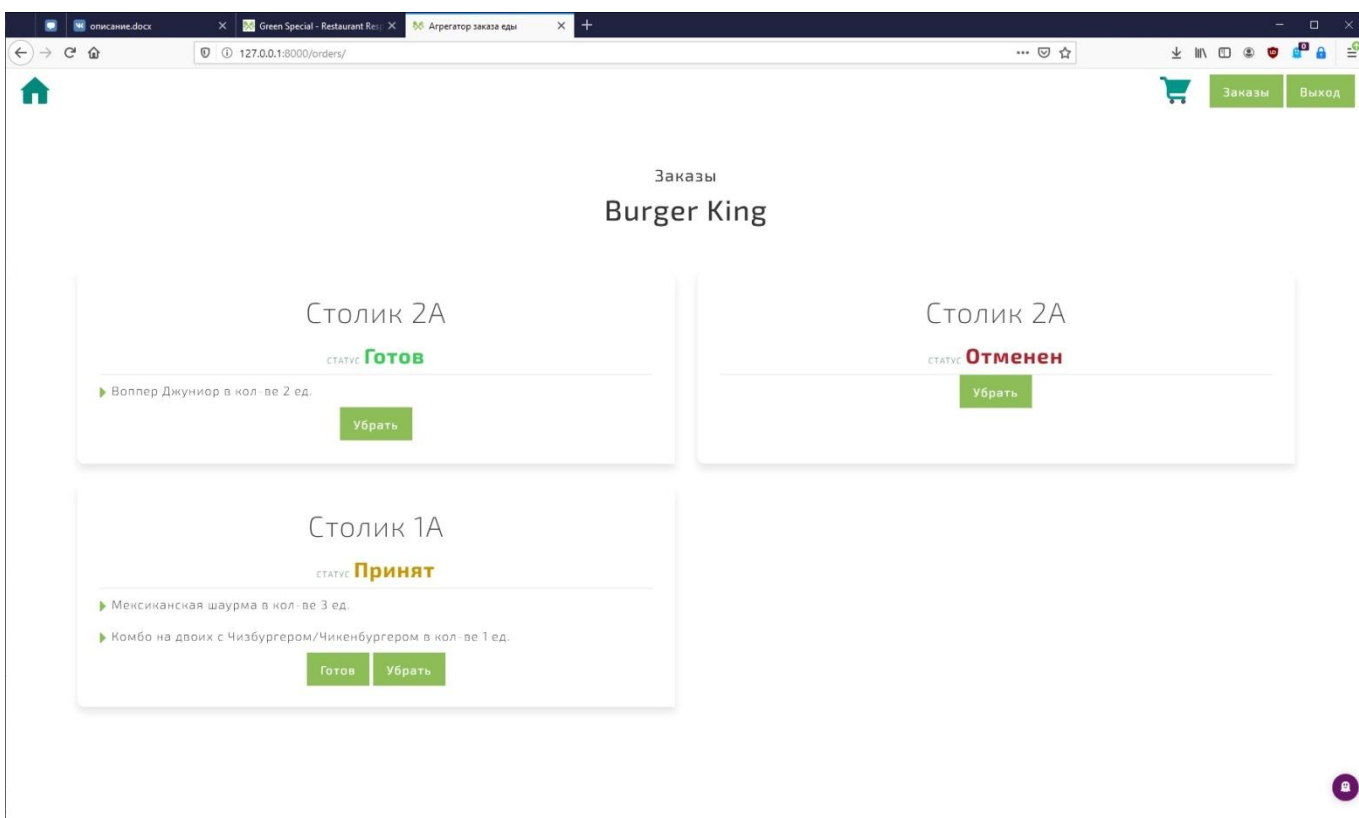 описание.docx
Green Special - Restaurant Res
Агрегатор заказа еды
127.0.0.1:8000/orders/
0
Заказы
Выход
Заказы
Burger King
Столик 2А
статус Готов
Воппер Джуниор в кол-ве 2 ед.
Убрать
Столик 2А
статус Отменен
Убрать
Столик 1А
статус Принят
Мексиканская шаурма в кол-ве 3 ед.
Комбо на двоих с Чизбургером/Чикенбургером в кол-ве 1 ед.
Готов
Убрать